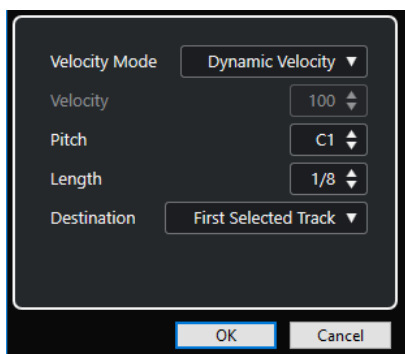 Velocity Mode Dynamic Velocity
Velocity 100
Pitch C1
Length 1/8
Destination First Selected Track
OK Cancel